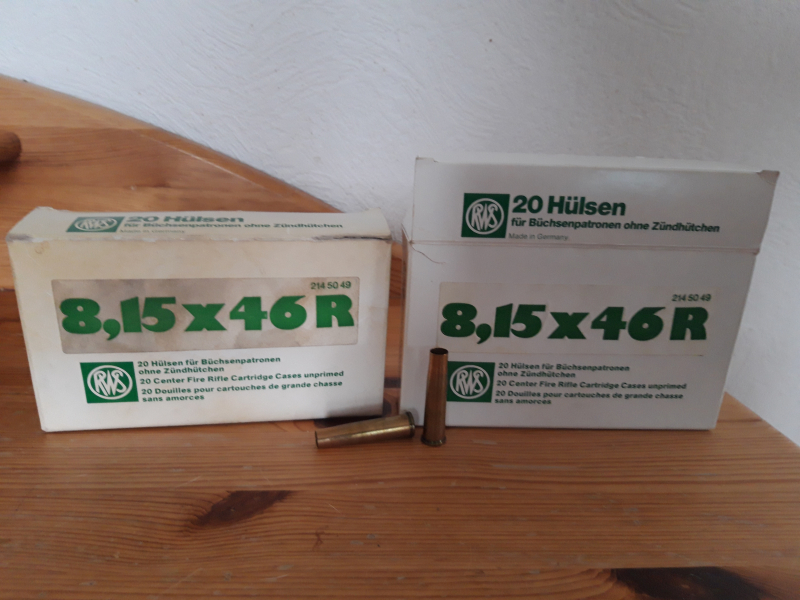 RWS
20 Hülsen
für Büchsenpatronen ohne Zündhütchen
Made in Germany
214 50 49
8,15x46R
RWS
20 Hülsen für Büchsenpatronen
ohne Zündhütchen
20 Center Fire Rifle Cartridge Cases unprimed
20 Douilles pour cartouches de grande chasse
sans amorces
RWS
20 Hülsen
für Büchsenpatronen ohne Zündhütchen
Made in Germany
214 50 49
8,15x46R
RWS
20 Hülsen für Büchsenpatronen
ohne Zündhütchen
20 Center Fire Rifle Cartridge Cases unprimed
20 Douilles pour cartouches de grande chasse
sans amorces